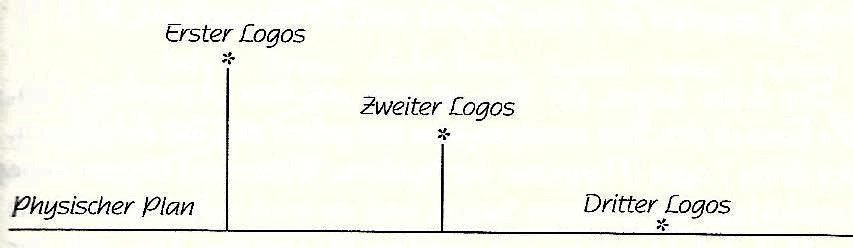 Erster Logos
*
Zweiter Logos
*
Physischer Plan
Dritter Logos
*